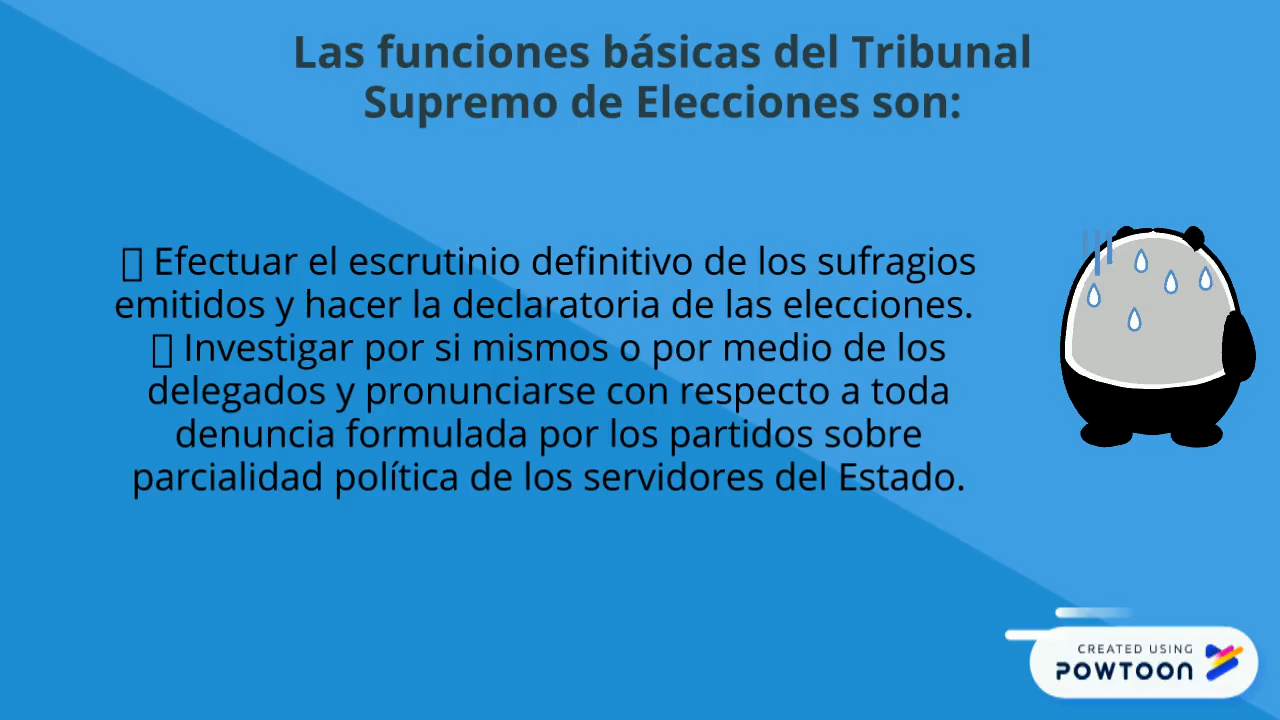 Las funciones básicas del Tribunal
Supremo de Elecciones son:
▯ Efectuar el escrutinio definitivo de los sufragios
emitidos y hacer la declaratoria de las elecciones.
▯ Investigar por si mismos o por medio de los
delegados y pronunciarse con respecto a toda
denuncia formulada por los partidos sobre
parcialidad política de los servidores del Estado.
CREATED USING
POWTOON